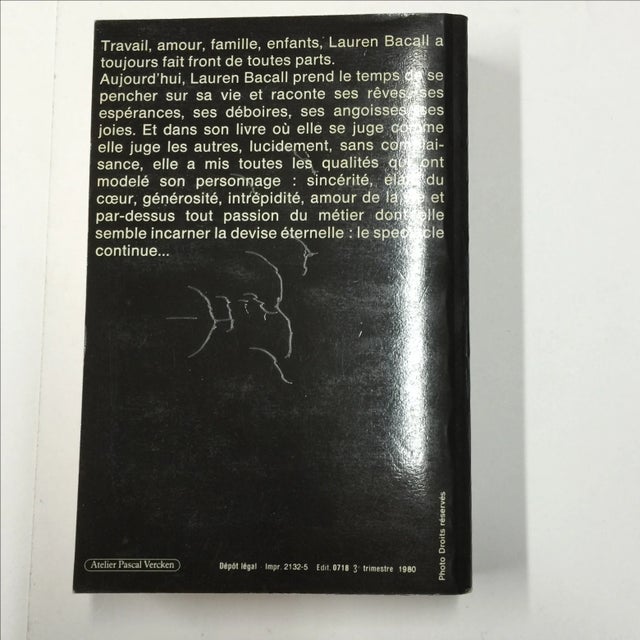 Travail, amour, famille, enfants, Lauren Bacall a
toujours fait front de toutes parts.
Aujourd'hui, Lauren Bacall prend le temps de se
pencher sur sa vie et raconte ses rêves, ses
espérances, ses déboires, ses angoisses, ses
joies. Et dans son livre où elle se juge comme
elle juge les autres, lucidement, sans complai-
sance, elle a mis toutes les qualités qui ont
modelé son personnage : sincérité, élan du
cœur, générosité, intrépidité, amour de la vie et
par-dessus tout passion du métier dont elle
semble incarner la devise éternelle : le spectacle
continue...
Photo Droits réservés
Atelier Pascal Vercken
Dépôt légal - Impr. 2132-5 Edit. 0718 3e trimestre 1980